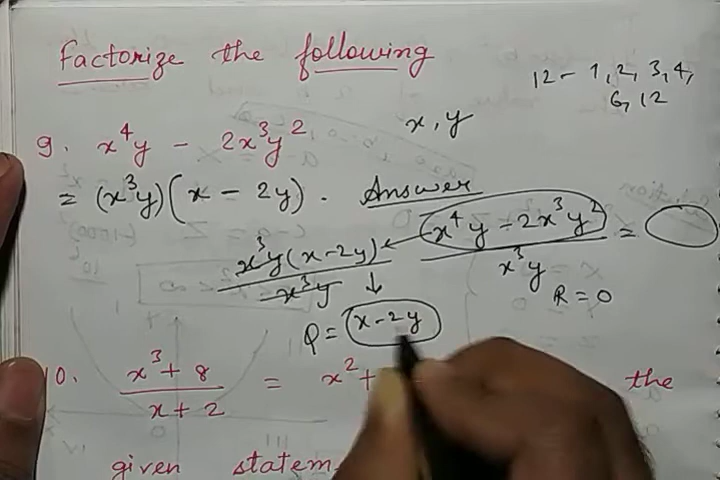 Factorize the following
12 - 1, 2, 3, 4,
6, 12
9. x⁴y - 2x³y²
x, y
= (x³y)(x - 2y). Answer
x³y(x-2y) / x³y
x⁴y - 2x³y² / x³y =
R = 0
Q = x - 2y
10. x³ + 8 / x + 2 = x² + the
given statem